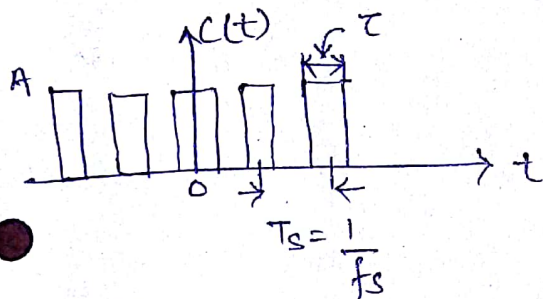 C(t)
τ
A
0
t
Ts = 1/fs